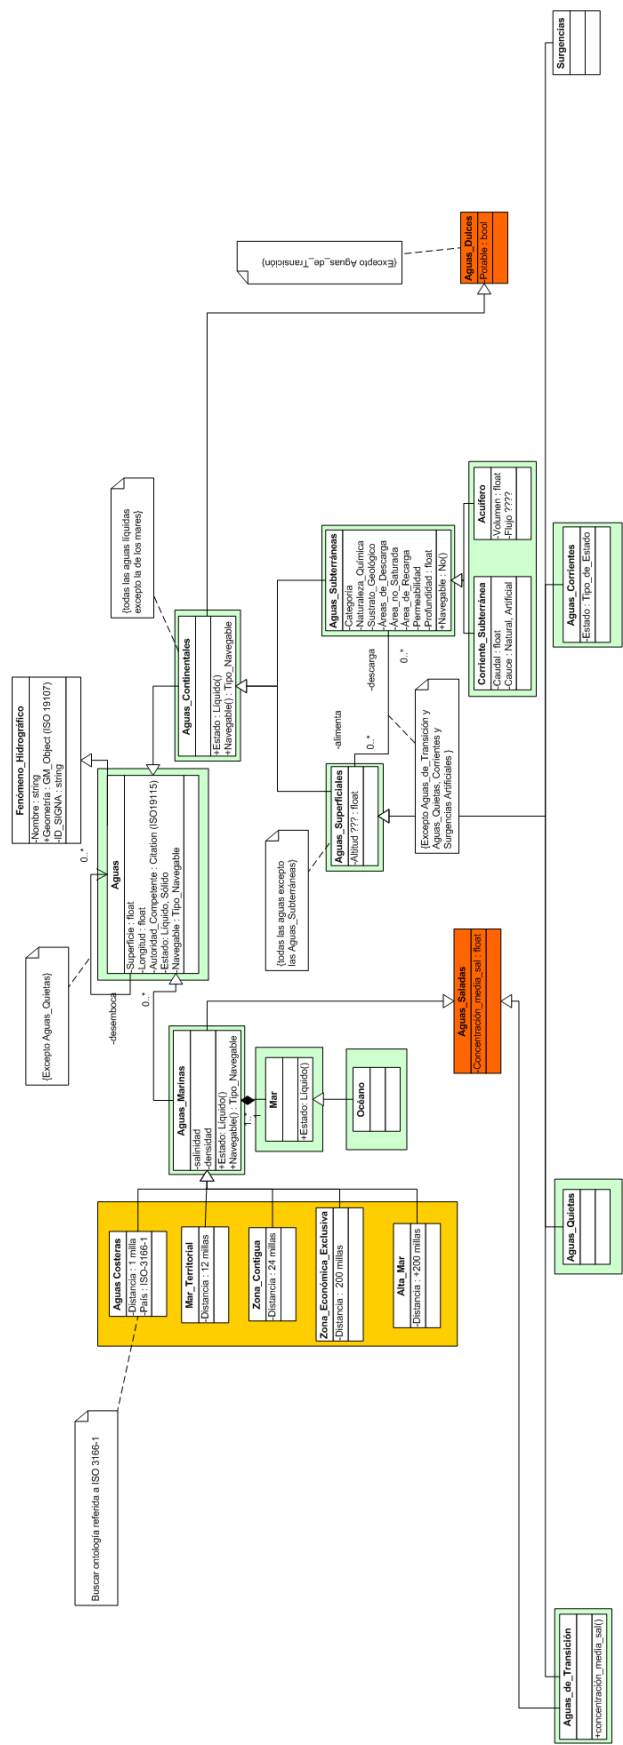 Fenómeno_Hidrográfico
-Nombre : string
+Geometría : GM_Object (ISO 19107)
-ID_SIGNA : string
{Excepto Aguas_Quietas}
0..*
-desemboca
0..*
Aguas
-Superficie : float
-Longitud : float
-Autoridad_Competente : Citation (ISO19115)
-Estado: Líquido, Sólido
-Navegable : Tipo_Navegable
{todas las aguas líquidas
excepto la de los mares}
Aguas_Continentales
+Estado : Líquido()
+Navegable() : Tipo_Navegable
{Excepto Aguas_de_Transición}
Aguas_Dulces
-Potable : bool
Buscar ontología referida a ISO 3166-1
Aguas Costeras
-Distancia : 1 milla
-País : ISO-3166-1
Mar_Territorial
-Distancia : 12 millas
Zona_Contigua
-Distancia : 24 millas
Zona_Económica_Exclusiva
-Distancia : 200 millas
Alta_Mar
-Distancia : +200 millas
Aguas_Marinas
-salinidad
-densidad
+Estado: Líquido()
+Navegable() : Tipo_Navegable
1..*
1
Mar
+Estado: Líquido()
Océano
{todas las aguas excepto
las Aguas_Subterráneas}
Aguas_Superficiales
-Altitud ??? : float
-alimenta
0..*
-descarga
0..*
{Excepto Aguas_de_Transición y
Aguas_Quietas, Corrientes y
Surgencias Artificiales }
Aguas_Subterráneas
-Categoría
-Naturaleza_Química
-Sustrato_Geológico
-Áreas_de_Descarga
-Área_no_Saturada
-Área_de_Recarga
-Permeabilidad
-Profundidad : float
+Navegable : No()
Corriente_Subterránea
-Caudal : float
-Cauce : Natural, Artificial
Acuífero
-Volumen : float
-Flujo ????
Aguas_Saladas
-Concentración_media_sal : float
Aguas_de_Transición
+concentración_media_sal()
Aguas_Quietas
Aguas_Corrientes
-Estado : Tipo_de_Estado
Surgencias